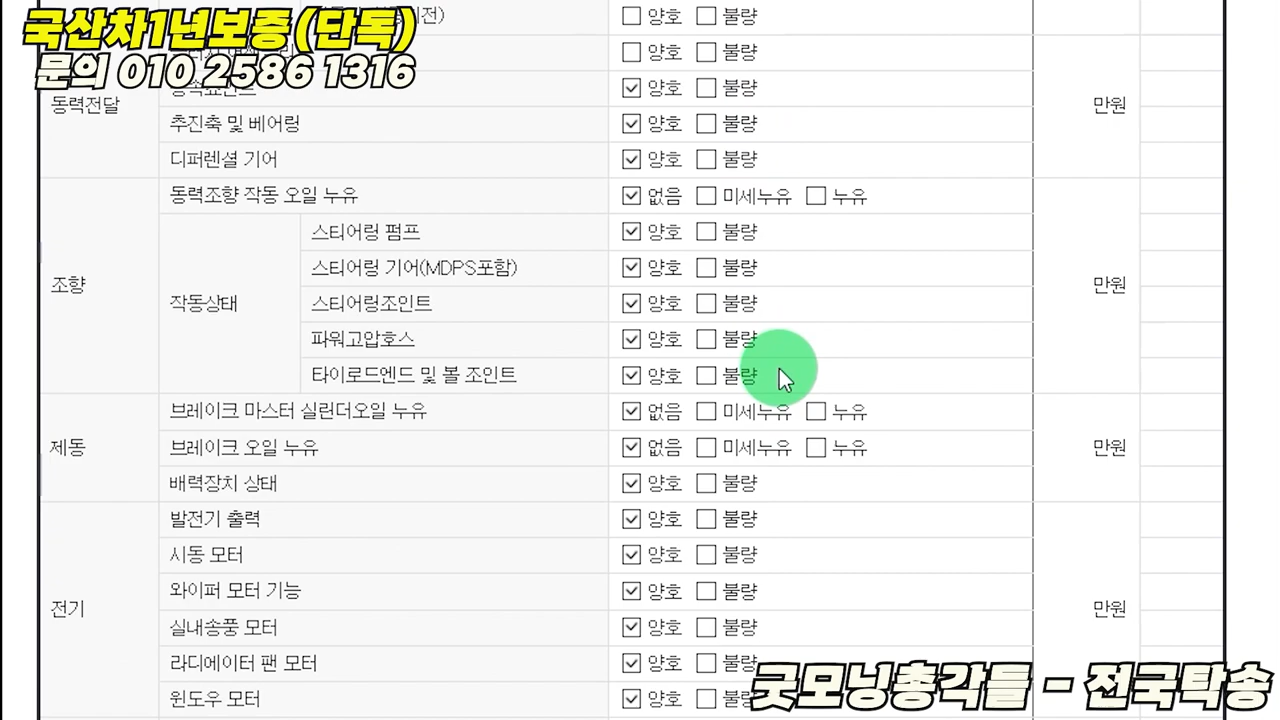 국산차1년보증(단독)
문의 010 2586 1316
양호 불량
양호 불량
동력전달 양호 불량 만원
추진축 및 베어링 양호 불량
디퍼렌셜 기어 양호 불량
동력조향 작동 오일 누유 없음 미세누유 누유
스티어링 펌프 양호 불량
스티어링 기어(MDPS포함) 양호 불량
조향 작동상태 스티어링조인트 양호 불량 만원
파워고압호스 양호 불량
타이로드엔드 및 볼 조인트 양호 불량
브레이크 마스터 실린더오일 누유 없음 미세누유 누유
제동 브레이크 오일 누유 없음 미세누유 누유 만원
배력장치 상태 양호 불량
발전기 출력 양호 불량
시동 모터 양호 불량
와이퍼 모터 기능 양호 불량
전기 실내송풍 모터 양호 불량 만원
라디에이터 팬 모터 양호 불량
윈도우 모터 양호
굿모닝총각들 - 전국탁송